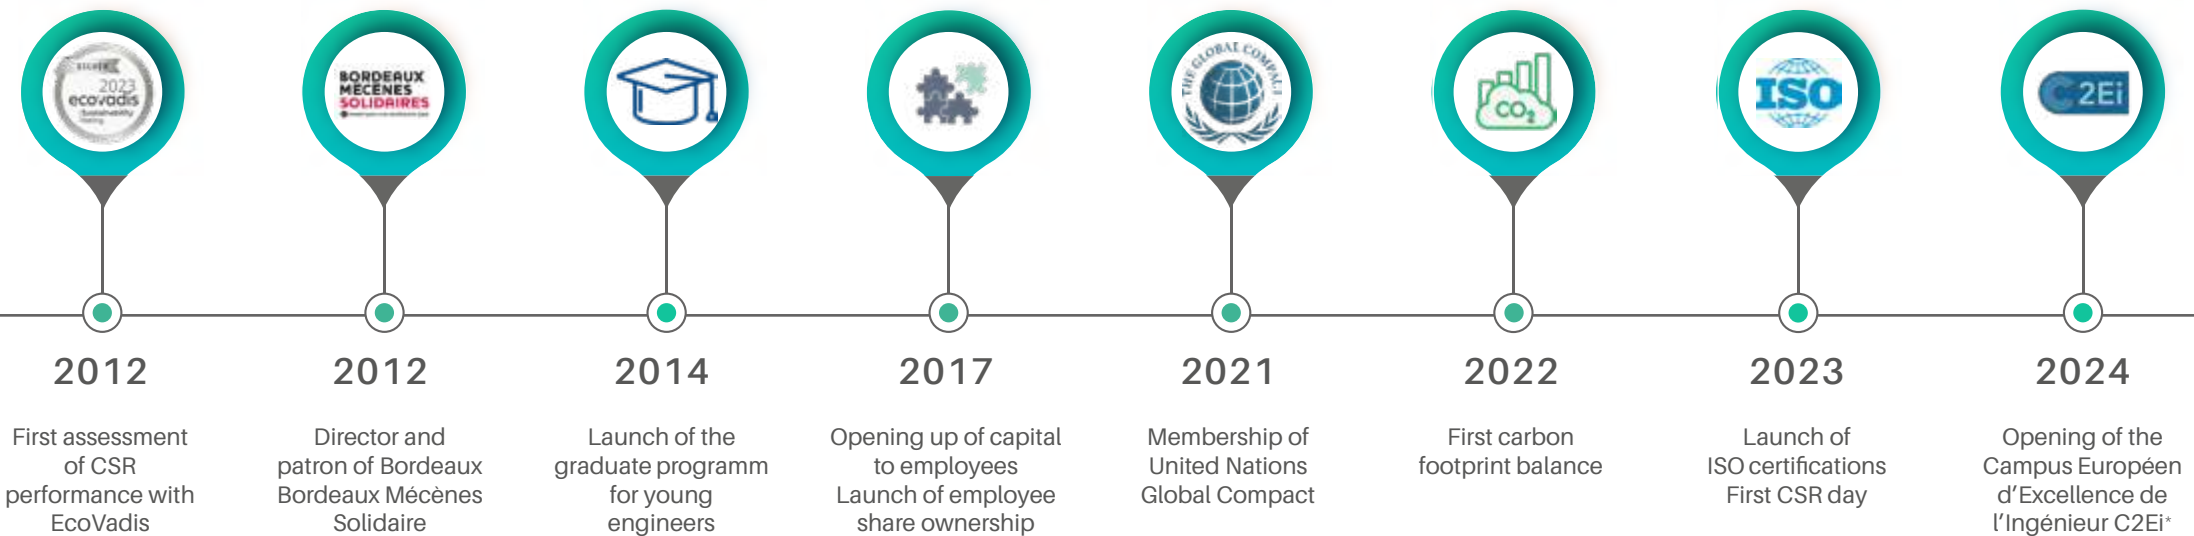 2023
ecovadis
Sustainability
Rating
BORDEAUX
MÉCÈNES
SOLIDAIRES
THE GLOBAL COMPACT
CO2
ISO
C2Ei
2012
First assessment
of CSR
performance with
EcoVadis
2012
Director and
patron of Bordeaux
Bordeaux Mécènes
Solidaire
2014
Launch of the
graduate programm
for young
engineers
2017
Opening up of capital
to employees
Launch of employee
share ownership
2021
Membership of
United Nations
Global Compact
2022
First carbon
footprint balance
2023
Launch of
ISO certifications
First CSR day
2024
Opening of the
Campus Européen
d'Excellence de
l'Ingénieur C2Ei*